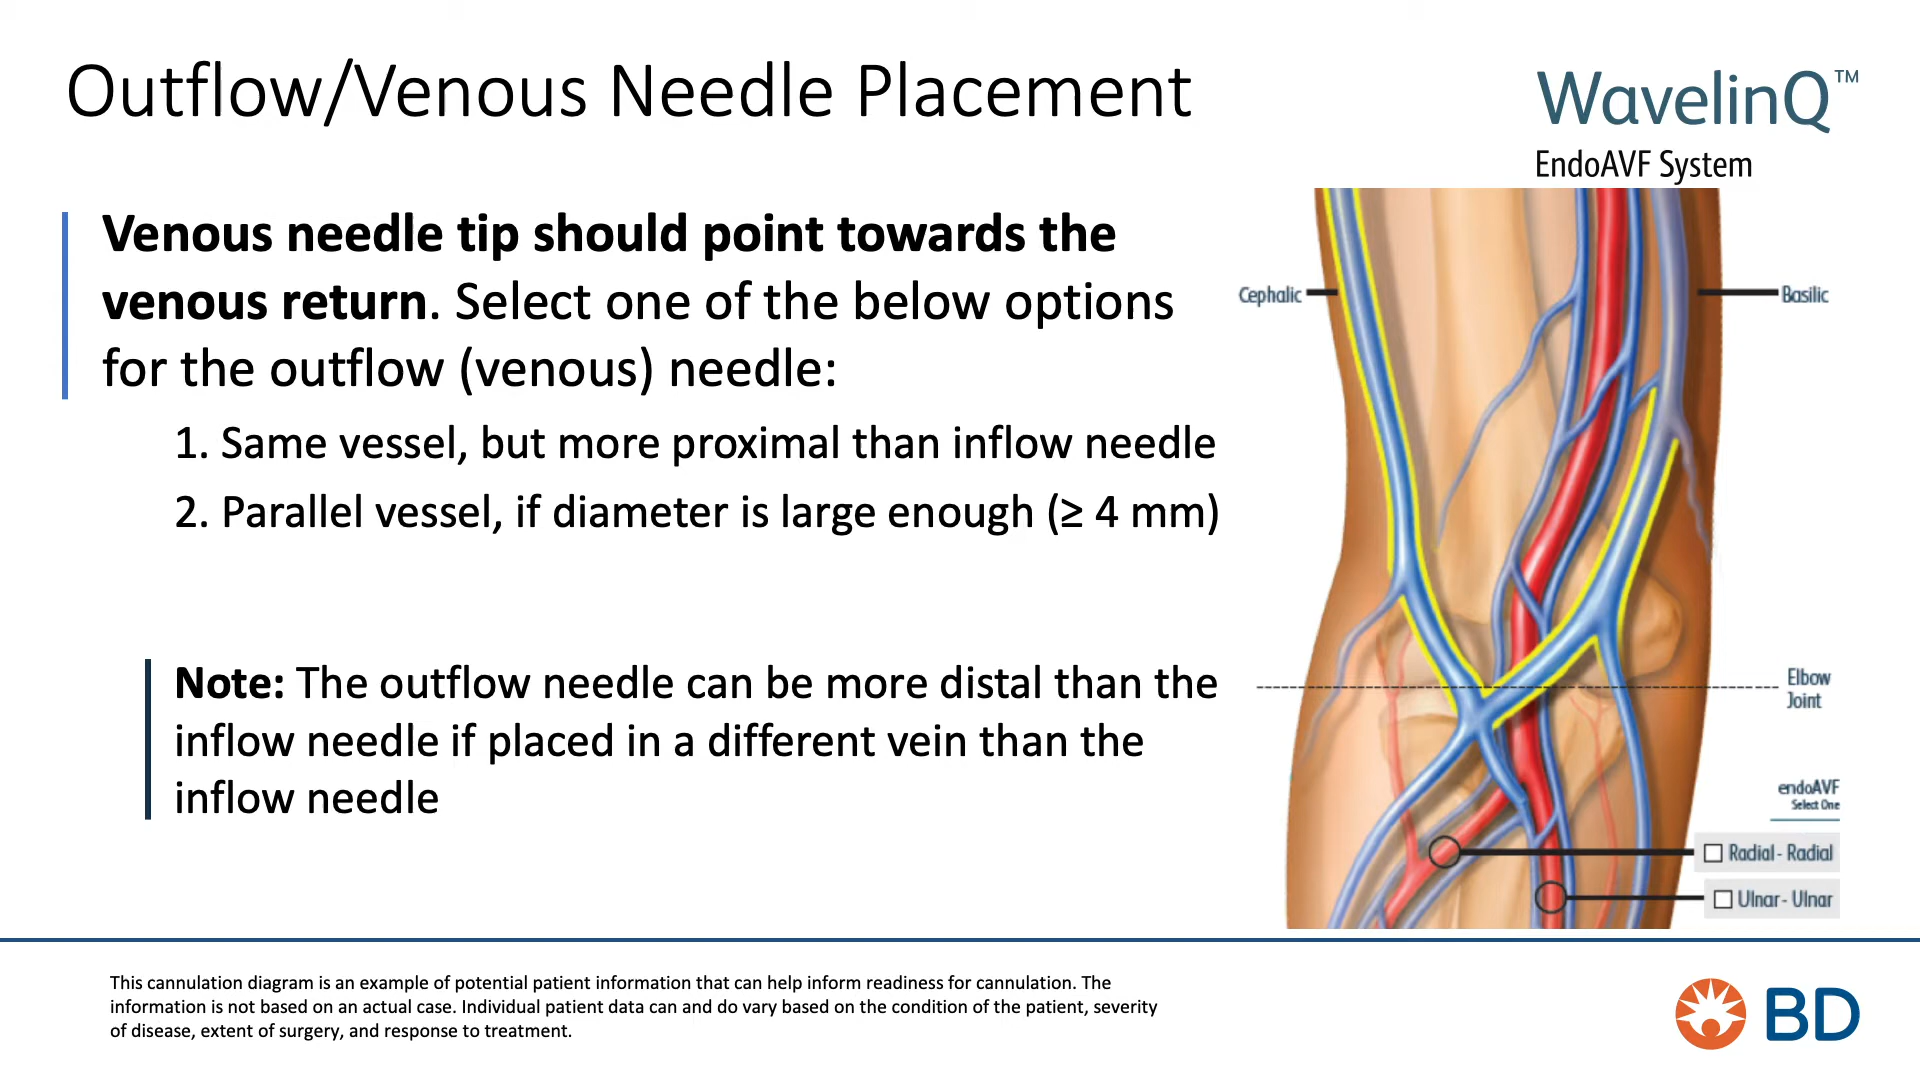 Outflow/Venous Needle Placement
WavelinQ™
EndoAVF System
Venous needle tip should point towards the
venous return. Select one of the below options
for the outflow (venous) needle:
1. Same vessel, but more proximal than inflow needle
2. Parallel vessel, if diameter is large enough (≥ 4 mm)
Note: The outflow needle can be more distal than the
inflow needle if placed in a different vein than the
inflow needle
Cephalic
Basilic
Elbow
Joint
endoAVF
Select One
Radial - Radial
Ulnar - Ulnar
This cannulation diagram is an example of potential patient information that can help inform readiness for cannulation. The
information is not based on an actual case. Individual patient data can and do vary based on the condition of the patient, severity
of disease, extent of surgery, and response to treatment.
BD